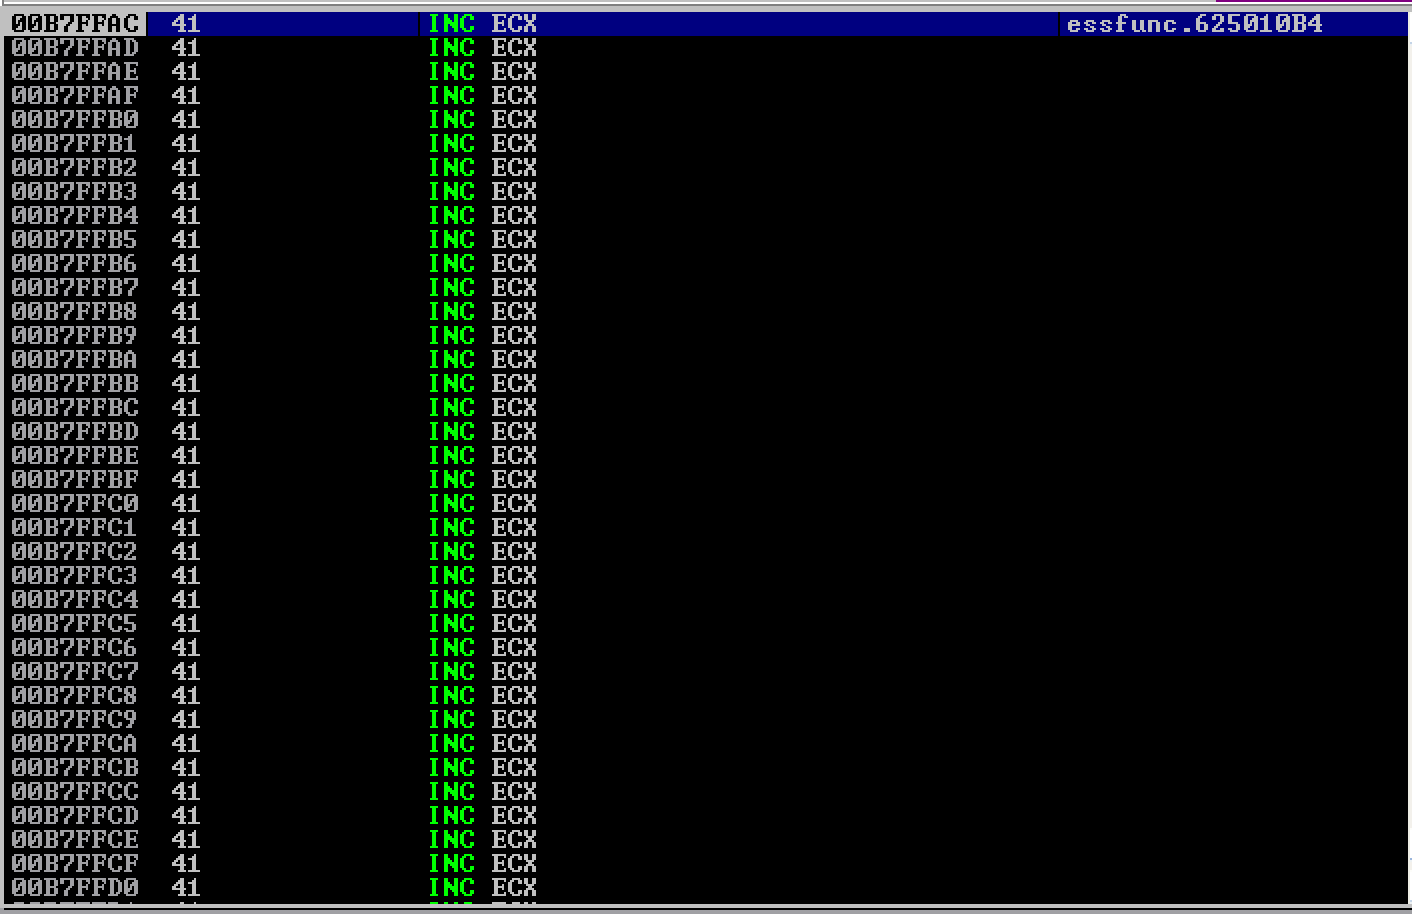 00B7FFAC 41 INC ECX essfunc.625010B4
00B7FFAD 41 INC ECX
00B7FFAE 41 INC ECX
00B7FFAF 41 INC ECX
00B7FFB0 41 INC ECX
00B7FFB1 41 INC ECX
00B7FFB2 41 INC ECX
00B7FFB3 41 INC ECX
00B7FFB4 41 INC ECX
00B7FFB5 41 INC ECX
00B7FFB6 41 INC ECX
00B7FFB7 41 INC ECX
00B7FFB8 41 INC ECX
00B7FFB9 41 INC ECX
00B7FFBA 41 INC ECX
00B7FFBB 41 INC ECX
00B7FFBC 41 INC ECX
00B7FFBD 41 INC ECX
00B7FFBE 41 INC ECX
00B7FFBF 41 INC ECX
00B7FFC0 41 INC ECX
00B7FFC1 41 INC ECX
00B7FFC2 41 INC ECX
00B7FFC3 41 INC ECX
00B7FFC4 41 INC ECX
00B7FFC5 41 INC ECX
00B7FFC6 41 INC ECX
00B7FFC7 41 INC ECX
00B7FFC8 41 INC ECX
00B7FFC9 41 INC ECX
00B7FFCA 41 INC ECX
00B7FFCB 41 INC ECX
00B7FFCC 41 INC ECX
00B7FFCD 41 INC ECX
00B7FFCE 41 INC ECX
00B7FFCF 41 INC ECX
00B7FFD0 41 INC ECX